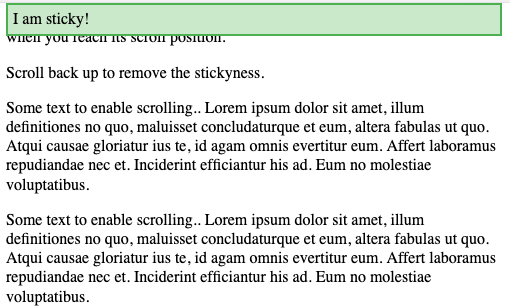 I am sticky!
when you reach its scroll position.
Scroll back up to remove the stickyness.
Some text to enable scrolling.. Lorem ipsum dolor sit amet, illum
definitiones no quo, maluisset concludaturque et eum, altera fabulas ut quo.
Atqui causae gloriatur ius te, id agam omnis evertitur eum. Affert laboramus
repudiandae nec et. Inciderint efficiantur his ad. Eum no molestiae
voluptatibus.
Some text to enable scrolling.. Lorem ipsum dolor sit amet, illum
definitiones no quo, maluisset concludaturque et eum, altera fabulas ut quo.
Atqui causae gloriatur ius te, id agam omnis evertitur eum. Affert laboramus
repudiandae nec et. Inciderint efficiantur his ad. Eum no molestiae
voluptatibus.